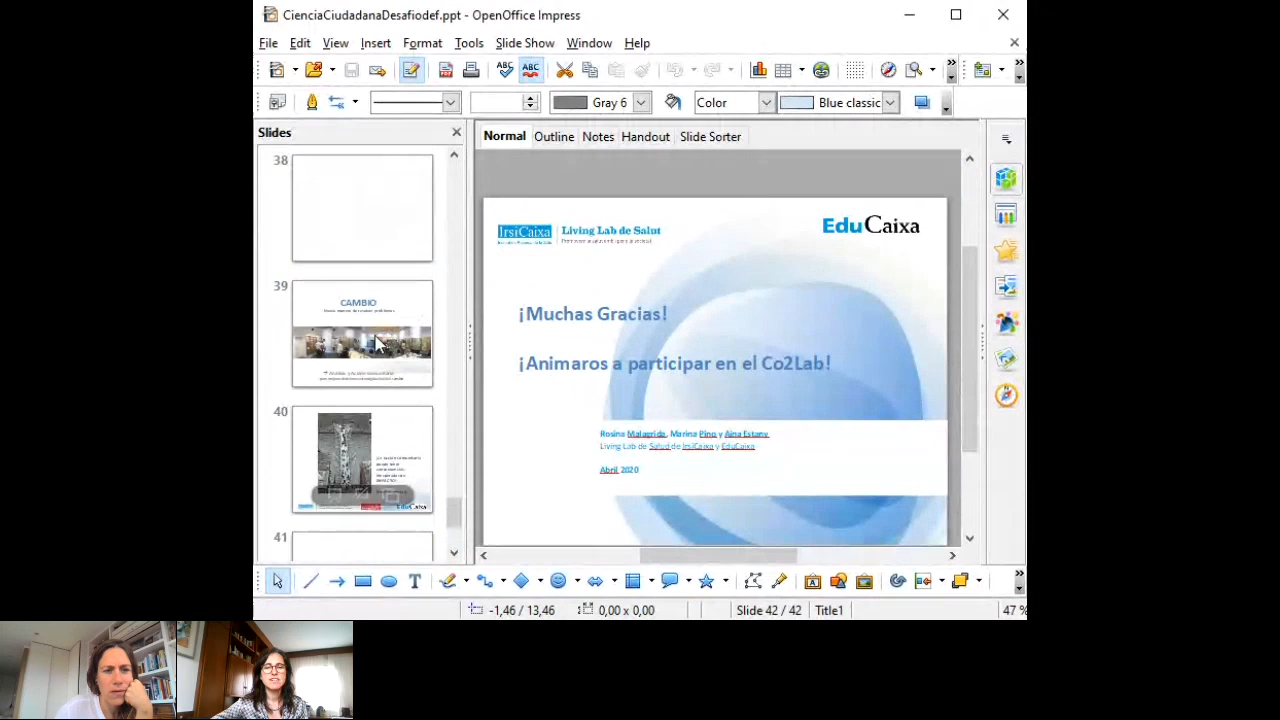 CienciaCiudadanaDesafiodef.ppt - OpenOffice Impress
File Edit View Insert Format Tools Slide Show Window Help
ABC ABC
Gray 6 Color Blue classic
Slides
Normal Outline Notes Handout Slide Sorter
38
39
CAMBIO
40
EduCaixa
41
IrsiCaixa Living Lab de Salut
EduCaixa
¡Muchas Gracias!
¡Animaros a participar en el Co2Lab!
Rosina Malagrida, Marina Pino y Aina Estany
Living Lab de Salud de IrsiCaixa y EduCaixa
Abril 2020
-1,46 / 13,46 0,00 x 0,00 Slide 42 / 42 Title1 47 %